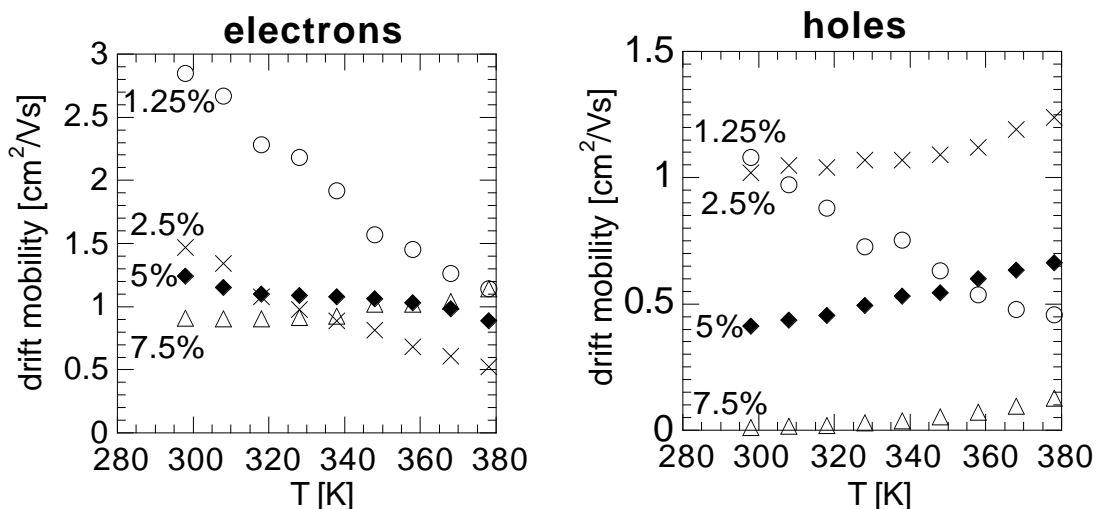 electrons
drift mobility [cm²/Vs]
3
2.5
2
1.5
1
0.5
0
1.25%
2.5%
5%
7.5%
280 300 320 340 360 380
T [K]
holes
drift mobility [cm²/Vs]
1.5
1
0.5
0
1.25%
2.5%
5%
7.5%
280 300 320 340 360 380
T [K]